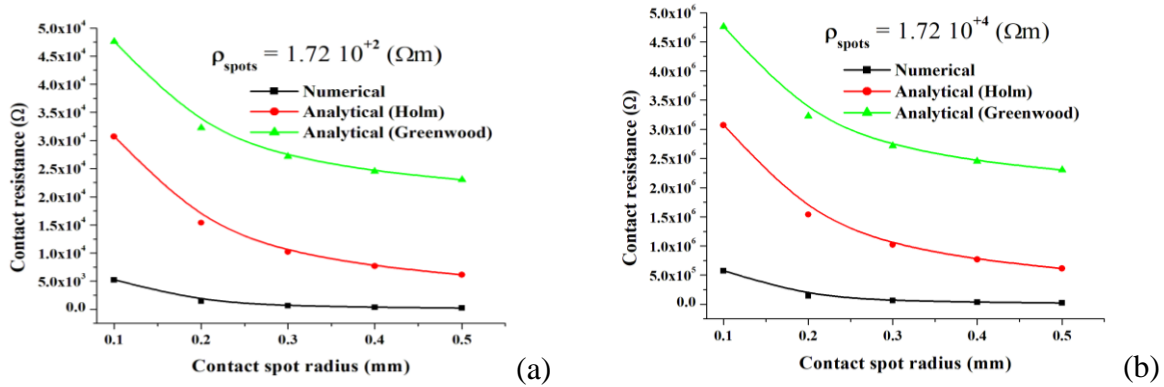 5.0x10⁴
4.5x10⁴
4.0x10⁴
3.5x10⁴
3.0x10⁴
2.5x10⁴
2.0x10⁴
1.5x10⁴
1.0x10⁴
5.0x10³
0.0
Contact resistance (Ω)
ρspots = 1.72 10⁺² (Ωm)
Numerical
Analytical (Holm)
Analytical (Greenwood)
0.1 0.2 0.3 0.4 0.5
Contact spot radius (mm)
(a)
5.0x10⁶
4.5x10⁶
4.0x10⁶
3.5x10⁶
3.0x10⁶
2.5x10⁶
2.0x10⁶
1.5x10⁶
1.0x10⁶
5.0x10⁵
0.0
Contact resistance (Ω)
ρspots = 1.72 10⁺⁴ (Ωm)
Numerical
Analytical (Holm)
Analytical (Greenwood)
0.1 0.2 0.3 0.4 0.5
Contact spot radius (mm)
(b)